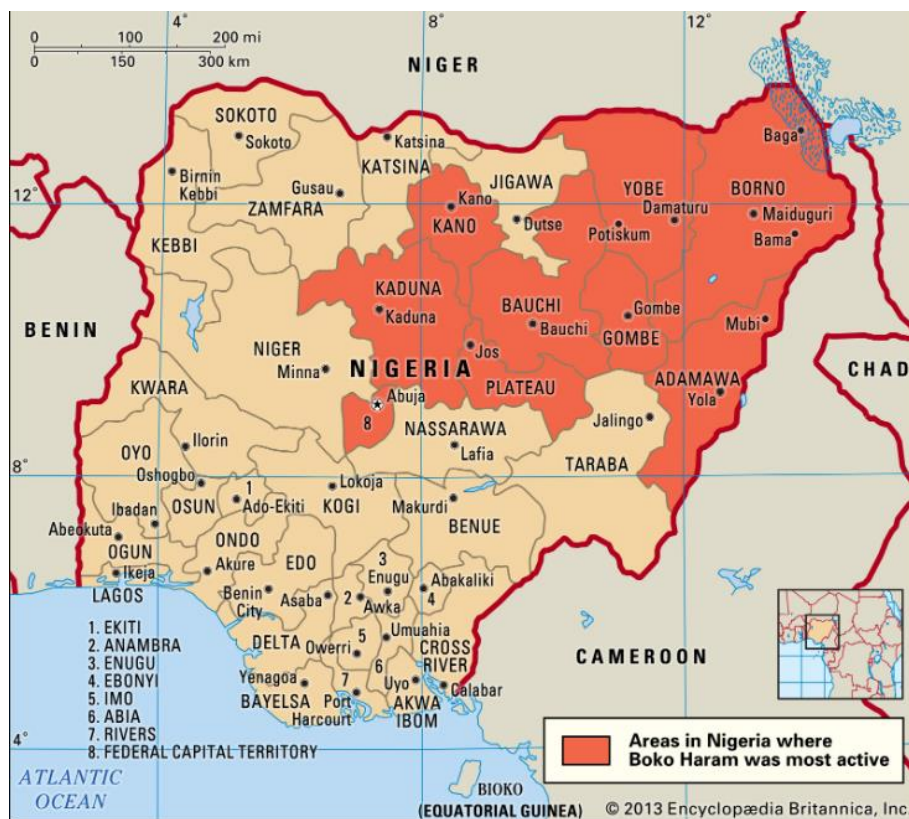 4°
8°
12°
0 100 200 mi
0 150 300 km
NIGER
SOKOTO
Sokoto
Katsina
KATSINA
Baga
Birnin
Kebbi
Gusau
ZAMFARA
JIGAWA
Kano
KANO
Dutse
YOBE
Damaturu
Potiskum
BORNO
Maiduguri
Bama
12°
KEBBI
KADUNA
Kaduna
BAUCHI
Bauchi
Gombe
GOMBE
Mubi
BENIN
NIGER
Minna
NIGERIA
Jos
PLATEAU
ADAMAWA
Yola
CHAD
KWARA
Abuja
8
NASSARAWA
Lafia
Jalingo
TARABA
OYO
Ilorin
8°
Oshogbo
OSUN
1
Ado-Ekiti
Lokoja
KOGI
Makurdi
BENUE
Ibadan
Abeokuta
OGUN
ONDO
Akure
EDO
3
Enugu
Abakaliki
Ikeja
LAGOS
Benin
City
Asaba
2
Awka
4
DELTA
Owerri
5
Umuahia
CROSS
RIVER
Yenagoa
BAYELSA
7
Port
Harcourt
6
Uyo
AKWA
IBOM
Calabar
CAMEROON
1. EKITI
2. ANAMBRA
3. ENUGU
4. EBONYI
5. IMO
6. ABIA
7. RIVERS
8. FEDERAL CAPITAL TERRITORY
4°
ATLANTIC
OCEAN
BIOKO
(EQUATORIAL GUINEA)
Areas in Nigeria where
Boko Haram was most active
© 2013 Encyclopædia Britannica, Inc